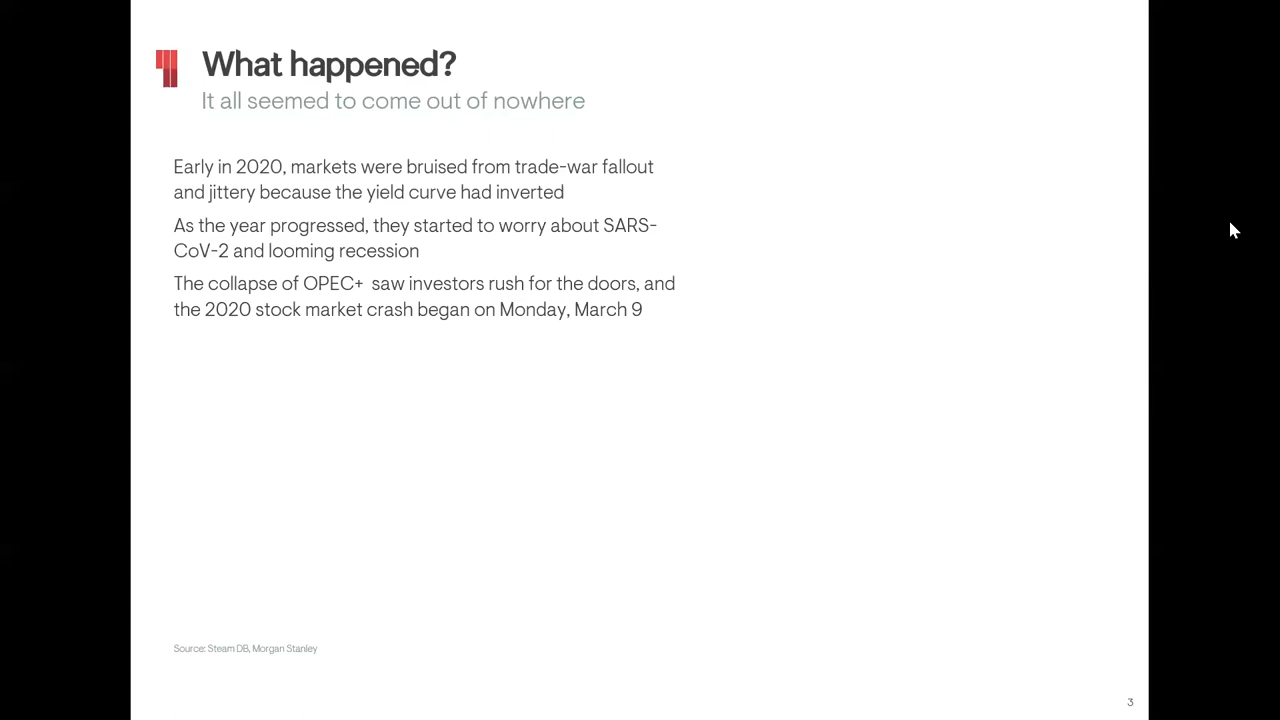 What happened?
It all seemed to come out of nowhere
Early in 2020, markets were bruised from trade-war fallout
and jittery because the yield curve had inverted
As the year progressed, they started to worry about SARS-
CoV-2 and looming recession
The collapse of OPEC+  saw investors rush for the doors, and
the 2020 stock market crash began on Monday, March 9
Source: Steam DB, Morgan Stanley
3